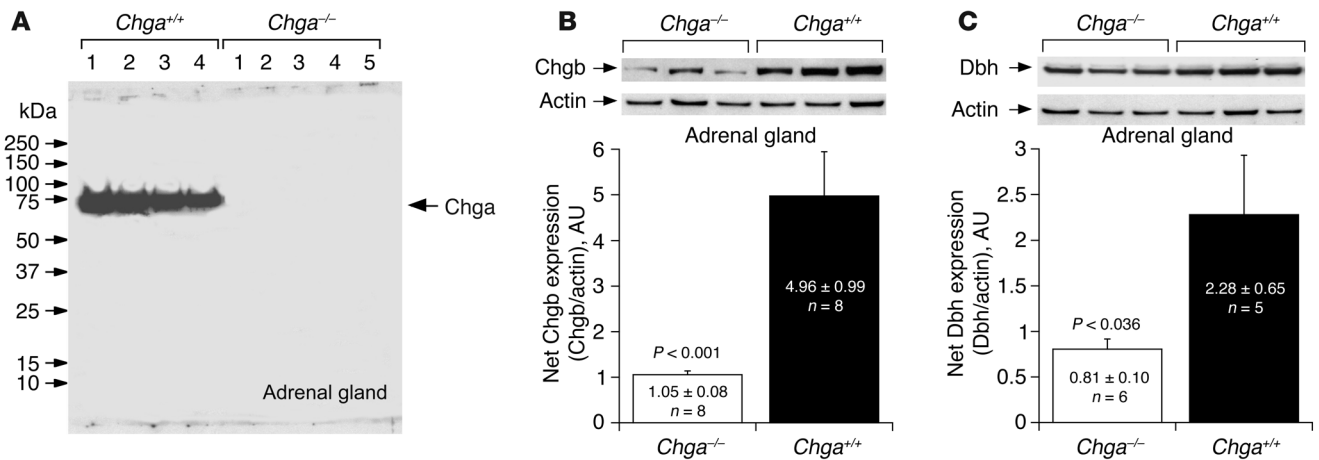 A
Chga+/+ Chga–/–
1 2 3 4 1 2 3 4 5
kDa
250
150
100
75
50
37
25
15
10
Chga
Adrenal gland
B
Chga–/– Chga+/+
Chgb
Actin
Adrenal gland
Net Chgb expression
(Chgb/actin), AU
6
5
4
3
2
1
0
P < 0.001
1.05 ± 0.08
n = 8
4.96 ± 0.99
n = 8
Chga–/– Chga+/+
C
Chga–/– Chga+/+
Dbh
Actin
Adrenal gland
Net Dbh expression
(Dbh/actin), AU
3
2.5
2
1.5
1
0.5
0
P < 0.036
0.81 ± 0.10
n = 6
2.28 ± 0.65
n = 5
Chga–/– Chga+/+